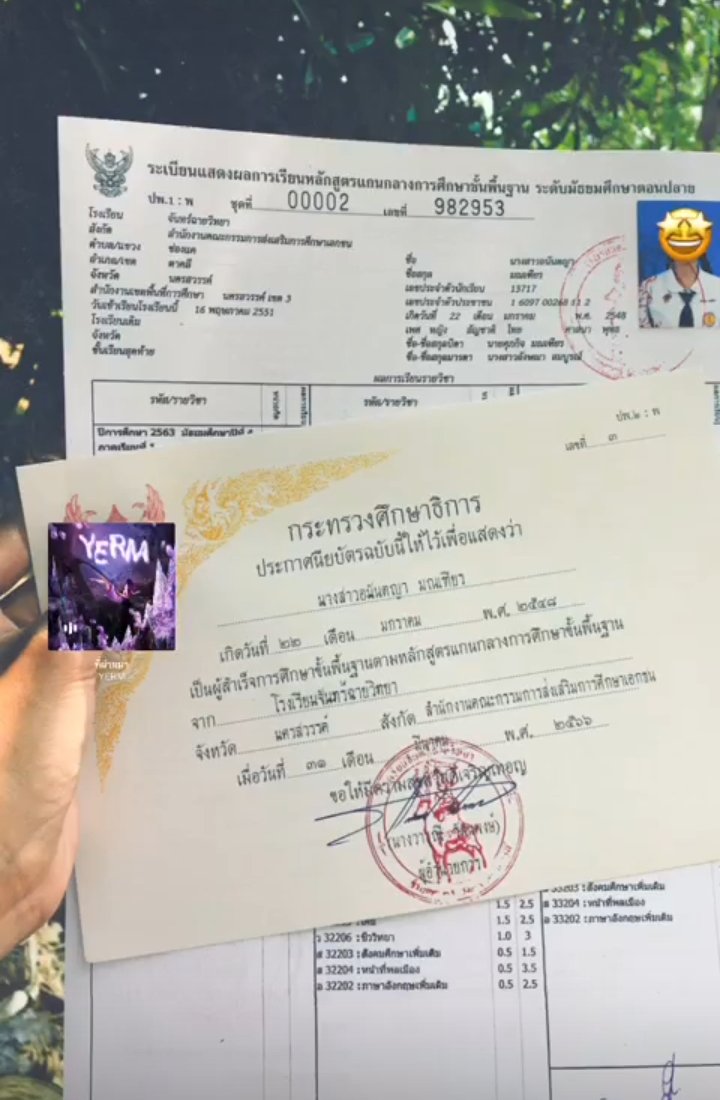 ระเบียนแสดงผลการเรียนหลักสูตรแกนกลางการศึกษาขั้นพื้นฐาน ระดับมัธยมศึกษาตอนปลาย
ปพ.1 : พ ชุดที่ 00002 เลขที่ 982953
โรงเรียน จันทร์ฉายวิทยา
สังกัด สำนักงานคณะกรรมการส่งเสริมการศึกษาเอกชน
ตำบล/แขวง ช่องแค
อำเภอ/เขต ตาคลี
จังหวัด นครสวรรค์
สำนักงานเขตพื้นที่การศึกษา นครสวรรค์ เขต 3
วันเข้าเรียนโรงเรียนนี้ 16 พฤษภาคม 2551
โรงเรียนเดิม
จังหวัด
ชั้นเรียนสุดท้าย
ชื่อ นางสาวอนันตญา
ชื่อสกุล มณเฑียร
เลขประจำตัวนักเรียน 13717
เลขประจำตัวประชาชน 1 6097 00268 11 2
เกิดวันที่ 22 เดือน มกราคม พ.ศ. 2548
เพศ หญิง สัญชาติ ไทย ศาสนา พุทธ
ชื่อ-ชื่อสกุลบิดา นายศุภกิจ มณเฑียร
ชื่อ-ชื่อสกุลมารดา สมบูรณ์
ผลการเรียนรายวิชา
รหัส/รายวิชา
รหัส/รายวิชา
ปีการศึกษา 2563 มัธยมศึกษาปีที่
ภาคเรียนที่
ปพ.๒ : พ
เลขที่ ๓
กระทรวงศึกษาธิการ
ประกาศนียบัตรฉบับนี้ให้ไว้เพื่อแสดงว่า
นางสาวอนันตญา มณเฑียร
เกิดวันที่ ๒๒ เดือน มกราคม พ.ศ. ๒๕๔๘
เป็นผู้สำเร็จการศึกษาขั้นพื้นฐานตามหลักสูตรแกนกลางการศึกษาขั้นพื้นฐาน
จาก โรงเรียนจันทร์ฉายวิทยา
จังหวัด นครสวรรค์ สังกัด สำนักงานคณะกรรมการส่งเสริมการศึกษาเอกชน
เมื่อวันที่ ๓๑ เดือน มีนาคม พ.ศ. ๒๕๖๖
ขอให้มีความสุขสวัสดิ์เจริญเทอญ
YERM
ที่ผ่านมา
YERM
1.5 2.5
1.5 2.5
ว 32206 : ชีววิทยา 1.0 3
ส 32203 : สังคมศึกษาเพิ่มเติม 0.5 1.5
ส 32204 : หน้าที่พลเมือง 0.5 3.5
อ 32202 : ภาษาอังกฤษเพิ่มเติม 0.5 2.5
33203 : สังคมศึกษาเพิ่มเติม
ส 33204 : หน้าที่พลเมือง
อ 33202 : ภาษาอังกฤษเพิ่มเติม